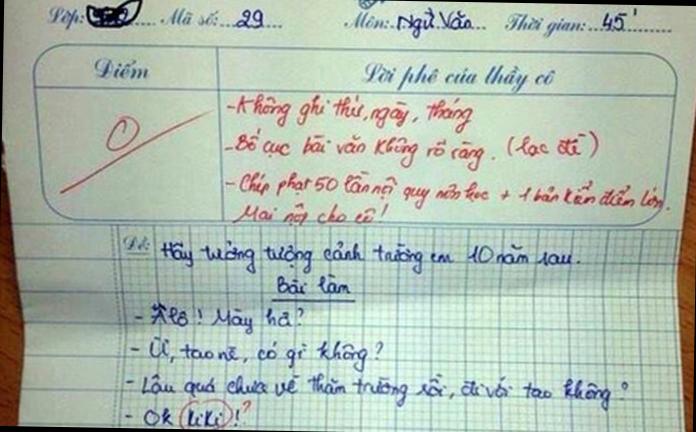 Lớp: Mã số: 29 Môn: Ngữ Văn Thời gian: 45'
Điểm
Lời phê của thầy cô
0
- Không ghi thứ, ngày, tháng
- Bố cục bài văn không rõ ràng. (lạc đề)
- Chép phạt 50 lần nội quy môn học + 1 bản kiểm điểm lớn.
Mai nộp cho cô!
Đề: Hãy tưởng tượng cảnh trường em 10 năm sau.
Bài làm
- Alô! Mày hả?
- Ừ, tao nè, có gì không?
- Lâu quá chưa về thăm trường rồi, đi với tao không?
- Ok kiki!?